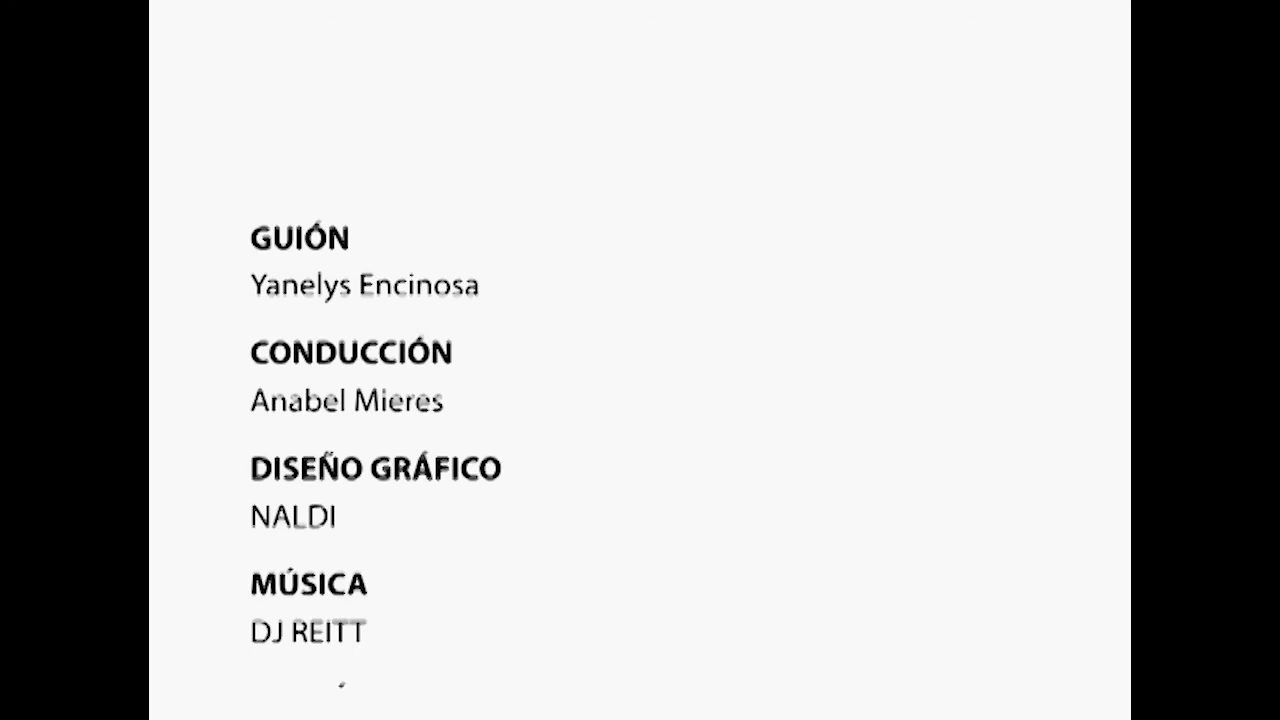 GUIÓN
Yanelys Encinosa
CONDUCCIÓN
Anabel Mieres
DISEÑO GRÁFICO
NALDI
MÚSICA
DJ REITT